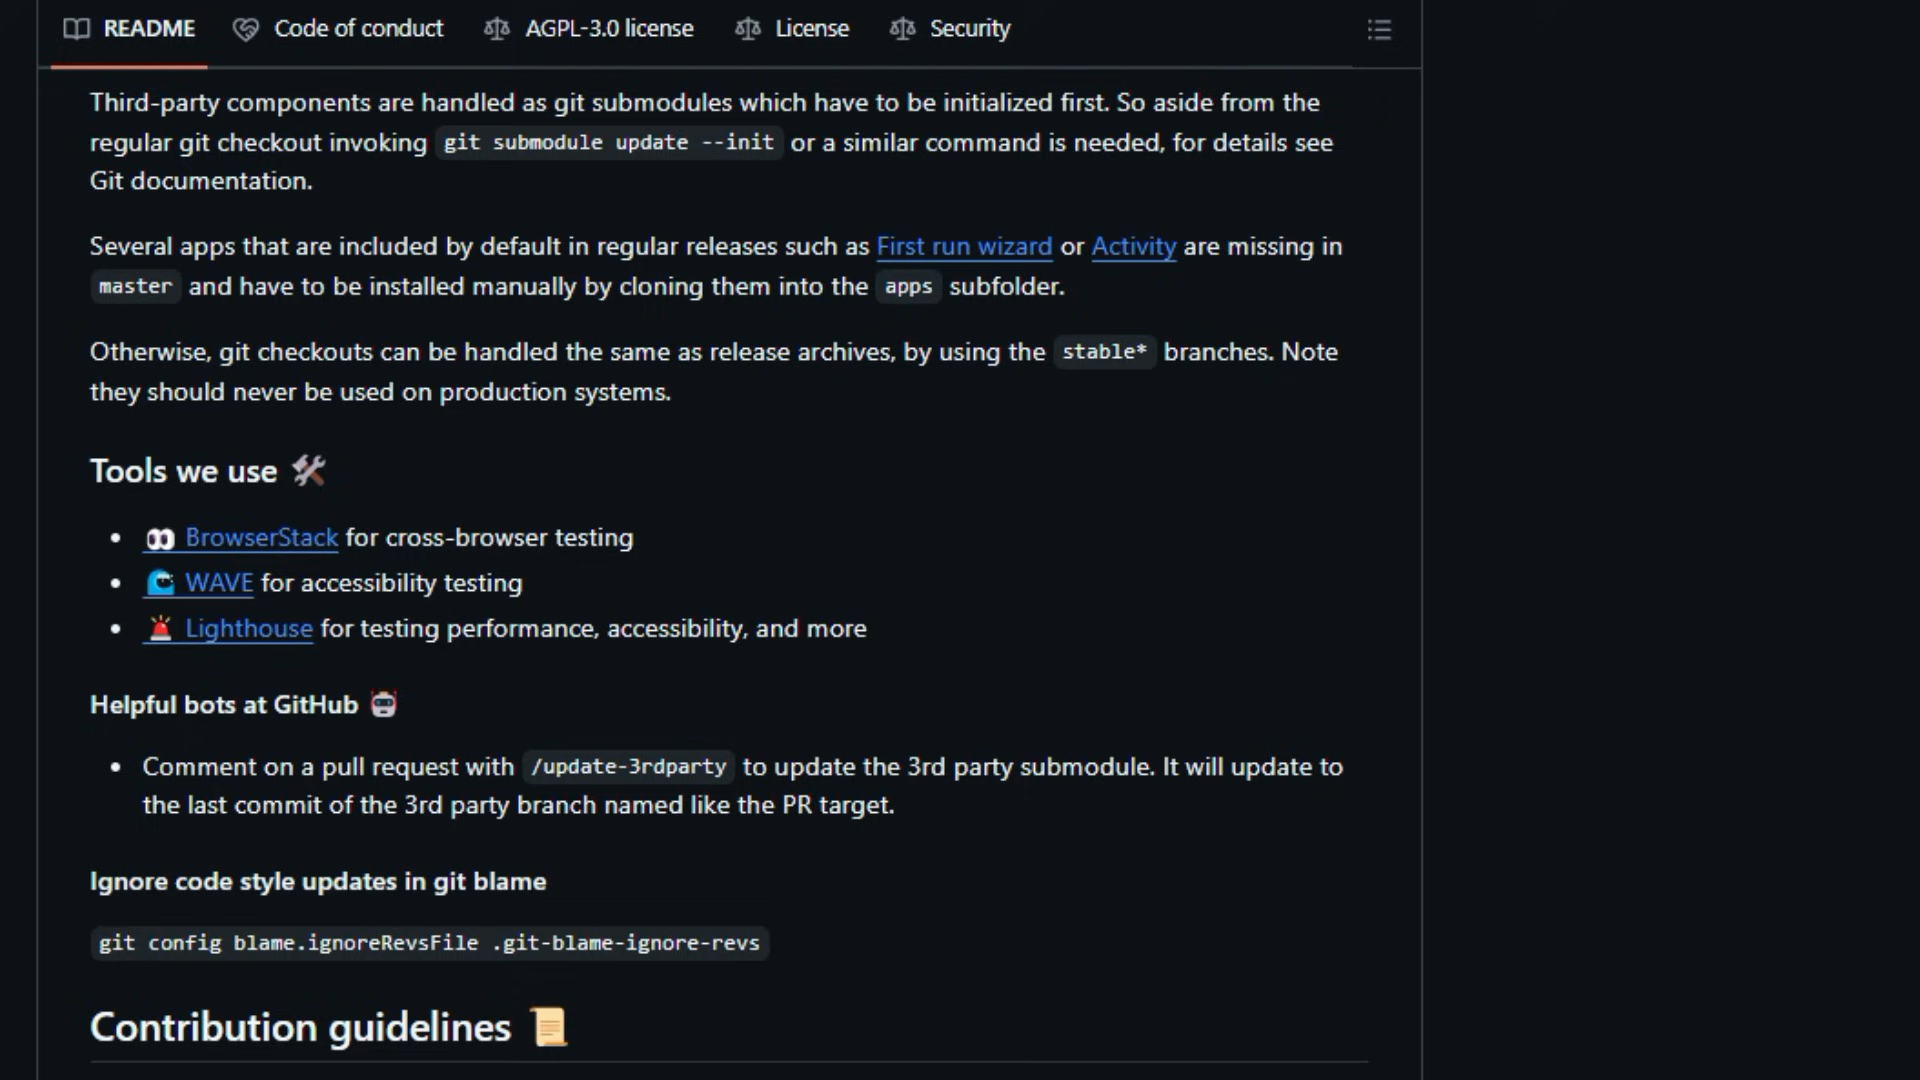 README Code of conduct AGPL-3.0 license License Security
Third-party components are handled as git submodules which have to be initialized first. So aside from the
regular git checkout invoking git submodule update --init or a similar command is needed, for details see
Git documentation.
Several apps that are included by default in regular releases such as First run wizard or Activity are missing in
master and have to be installed manually by cloning them into the apps subfolder.
Otherwise, git checkouts can be handled the same as release archives, by using the stable* branches. Note
they should never be used on production systems.
Tools we use 🛠️
• 👀 BrowserStack for cross-browser testing
• 🌊 WAVE for accessibility testing
• 🚨 Lighthouse for testing performance, accessibility, and more
Helpful bots at GitHub 🤖
• Comment on a pull request with /update-3rdparty to update the 3rd party submodule. It will update to
the last commit of the 3rd party branch named like the PR target.
Ignore code style updates in git blame
git config blame.ignoreRevsFile .git-blame-ignore-revs
Contribution guidelines 📜